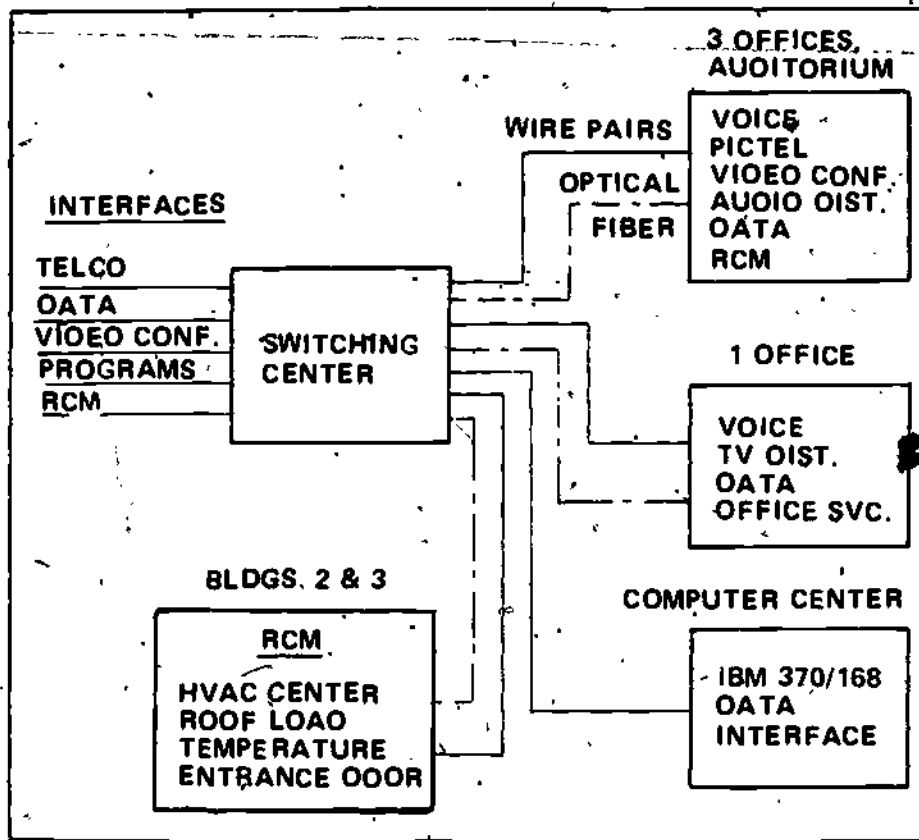 3 OFFICES,
AUOITORIUM
VOICE
PICTEL
VIDEO CONF.
AUOIO OIST.
OATA
RCM
WIRE PAIRS
OPTICAL
FIBER
INTERFACES
TELCO
OATA
VIDEO CONF.
PROGRAMS
RCM
SWITCHING
CENTER
1 OFFICE
VOICE
TV OIST.
OATA
OFFICE SVC.
BLDGS. 2 & 3
RCM
HVAC CENTER
ROOF LOAO
TEMPERATURE
ENTRANCE OOOR
COMPUTER CENTER
IBM 370/168
OATA
INTERFACE